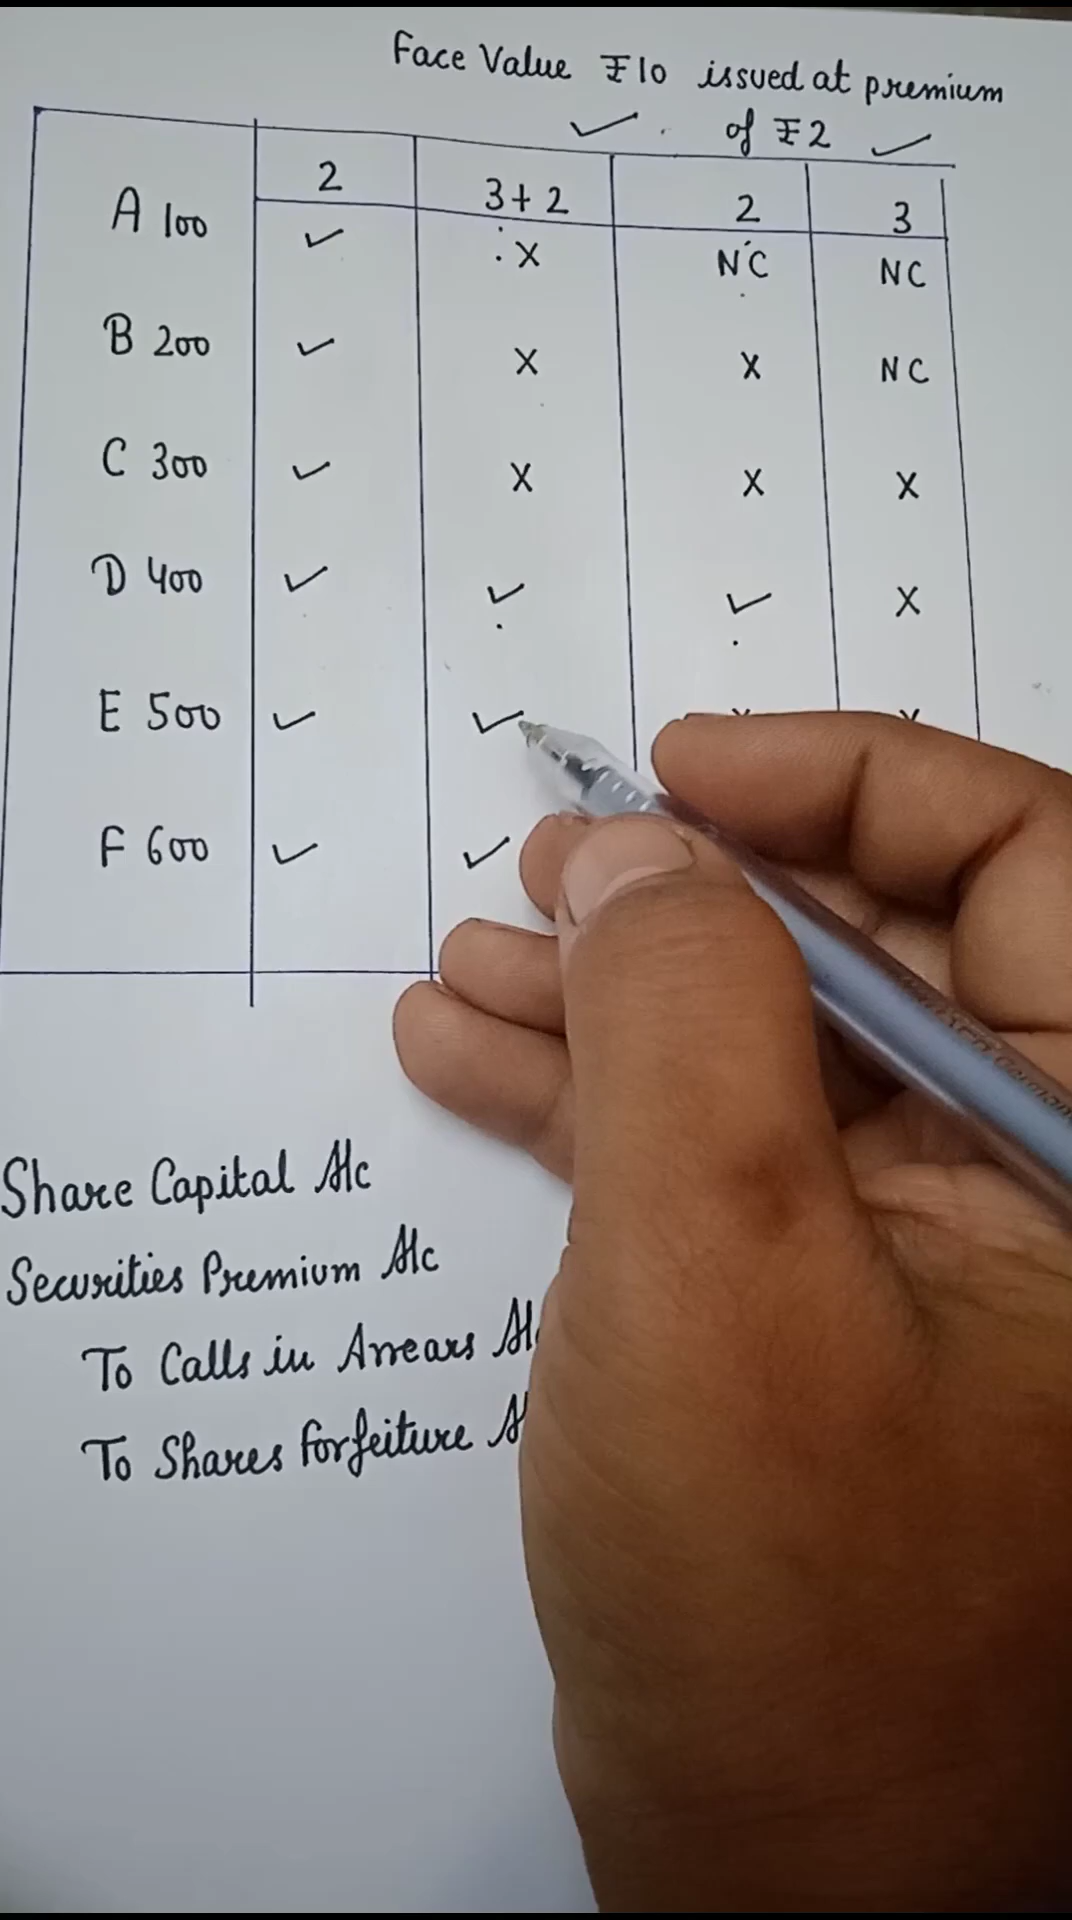 Face Value ₹10 issued at premium
of ₹2
2 3+2 2 3
A 100 ✓ X NC NC
B 200 ✓ X X NC
C 300 ✓ X X X
D 400 ✓ ✓ ✓ X
E 500 ✓ ✓
F 600 ✓ ✓
Share Capital A/c
Securities Premium A/c
To Calls in Arrears
To Shares Forfeiture